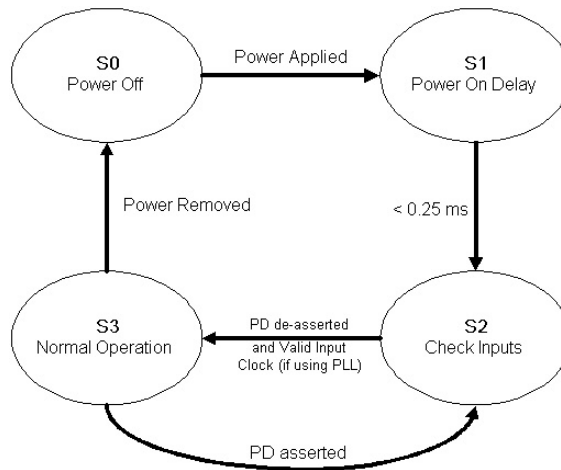 S0
Power Off
Power Applied
S1
Power On Delay
Power Removed
< 0.25 ms
S3
Normal Operation
PD de-asserted
and Valid Input
Clock (if using PLL)
S2
Check Inputs
PD asserted